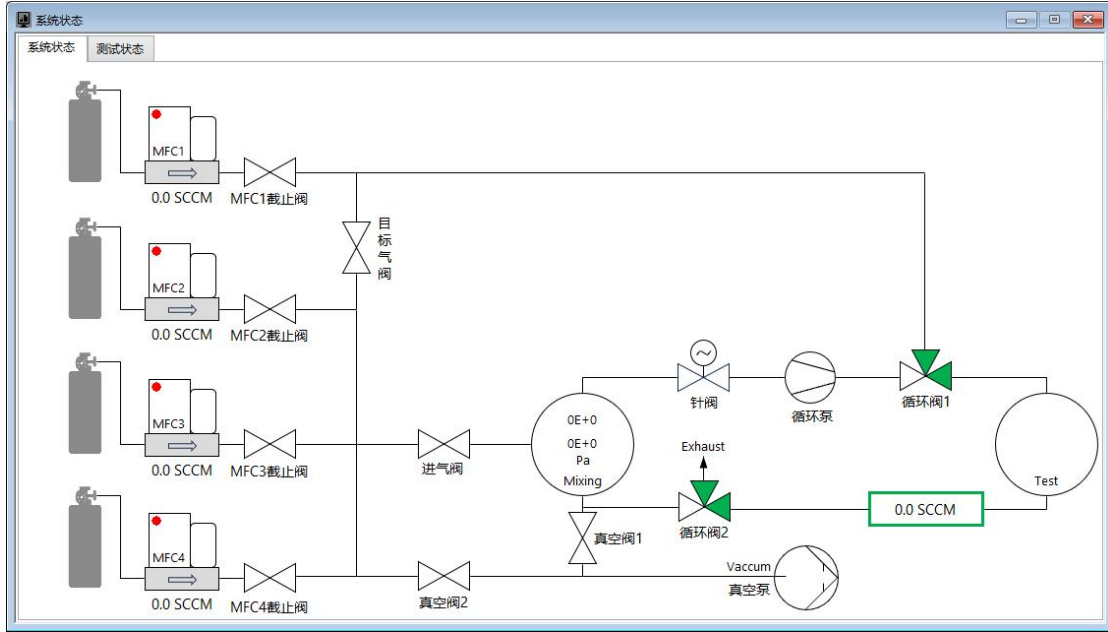 系统状态
系统状态
测试状态
MFC1
0.0 SCCM
MFC1截止阀
目标气阀
MFC2
0.0 SCCM
MFC2截止阀
针阀
循环泵
循环阀1
MFC3
0.0 SCCM
MFC3截止阀
进气阀
0E+0
0E+0
Pa
Mixing
Exhaust
Test
循环阀2
0.0 SCCM
真空阀1
MFC4
0.0 SCCM
MFC4截止阀
真空阀2
Vaccum
真空泵